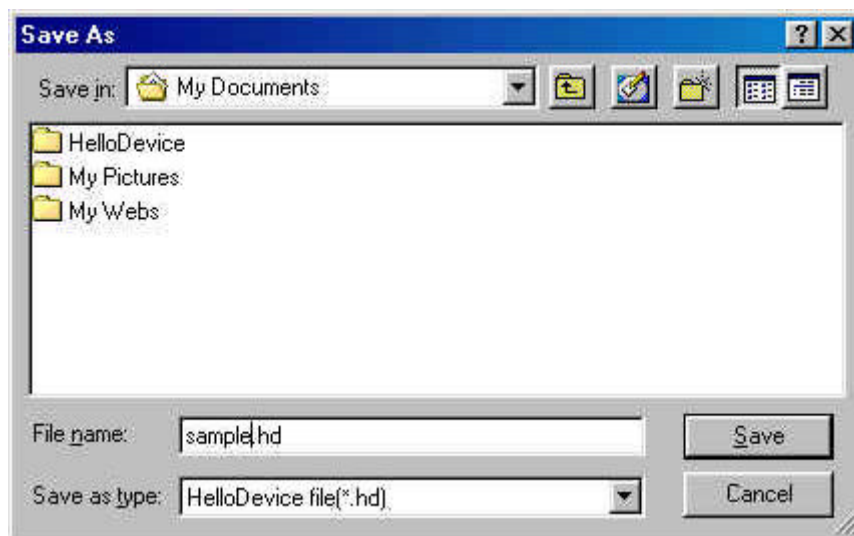 Save As
Save in: My Documents
HelloDevice
My Pictures
My Webs
File name: sample.hd Save
Save as type: HelloDevice file(*.hd) Cancel